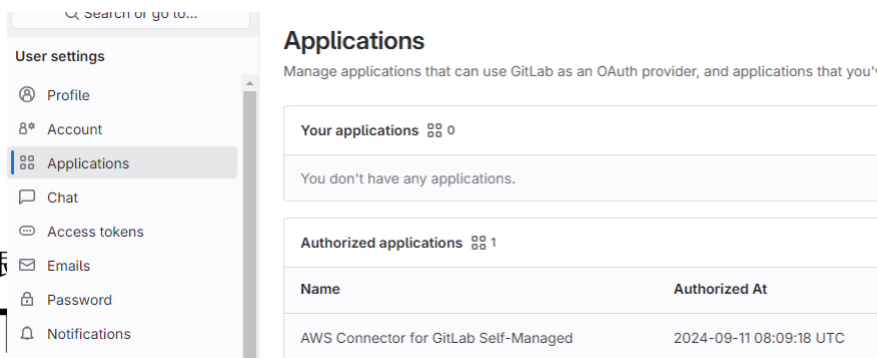 Search or go to...
User settings
Profile
Account
Applications
Chat
Access tokens
Emails
Password
Notifications
Applications
Manage applications that can use GitLab as an OAuth provider, and applications that you'v
Your applications 0
You don't have any applications.
Authorized applications 1
Name Authorized At
AWS Connector for GitLab Self-Managed 2024-09-11 08:09:18 UTC